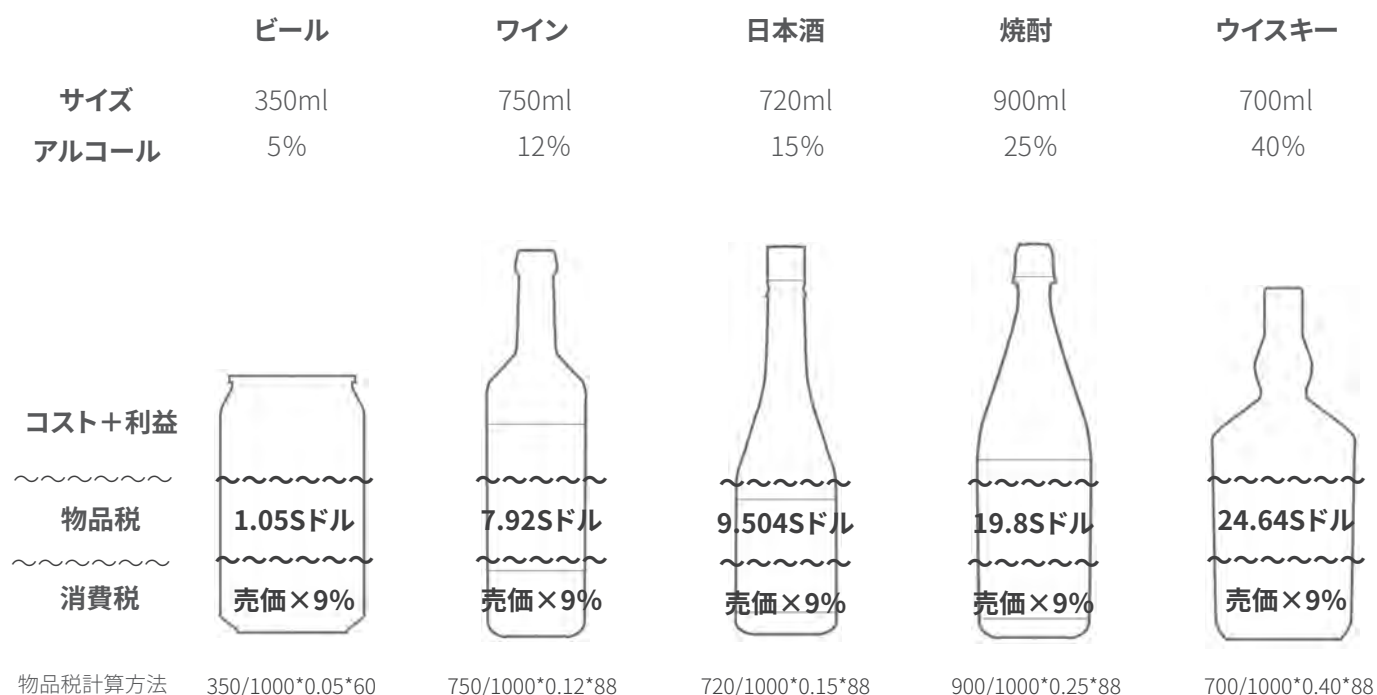 ビール ワイン 日本酒 焼酎 ウイスキー
サイズ 350ml 750ml 720ml 900ml 700ml
アルコール 5% 12% 15% 25% 40%
コスト＋利益
〜〜〜〜〜〜 〜〜〜〜〜〜 〜〜〜〜〜 〜〜〜〜〜 〜〜〜〜〜 〜〜〜〜〜〜
物品税 1.05Sドル 7.92Sドル 9.504Sドル 19.8Sドル 24.64Sドル
〜〜〜〜〜〜 〜〜〜〜〜〜 〜〜〜〜〜 〜〜〜〜〜 〜〜〜〜〜 〜〜〜〜〜〜
消費税 売価×9% 売価×9% 売価×9% 売価×9% 売価×9%
物品税計算方法 350/1000*0.05*60 750/1000*0.12*88 720/1000*0.15*88 900/1000*0.25*88 700/1000*0.40*88